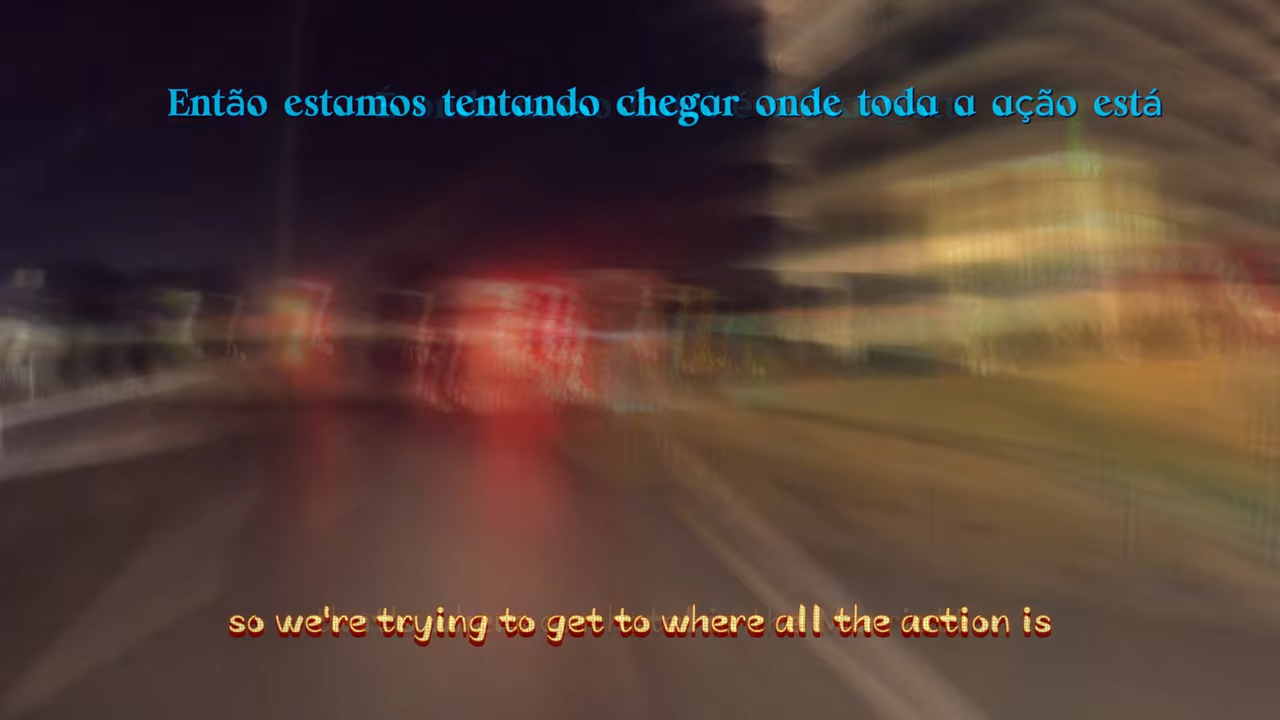 Então estamos tentando chegar onde toda a ação está
so we're trying to get to where all the action is